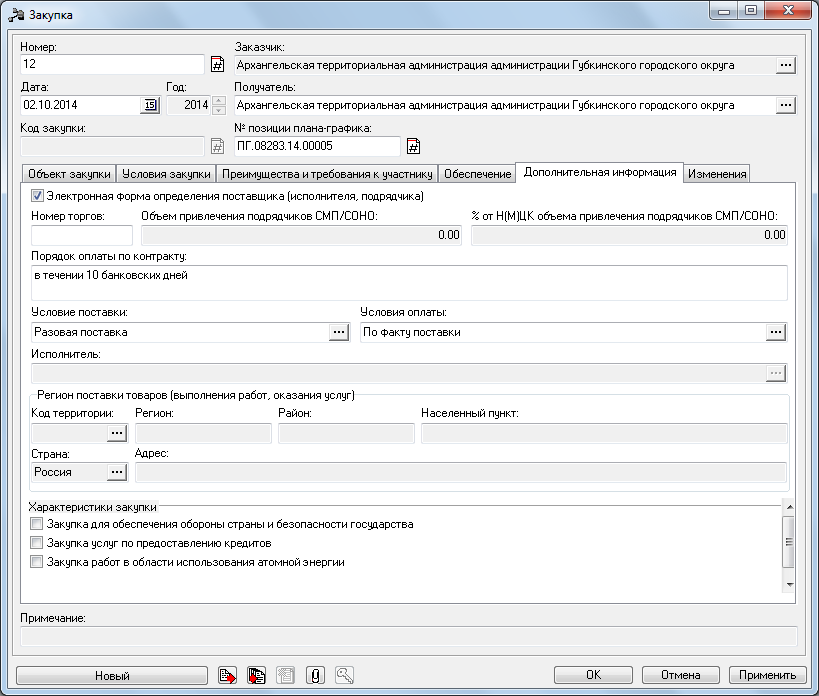 Закупка
Номер: Заказчик:
12 Архангельская территориальная администрация администрации Губкинского городского округа
Дата: Год: Получатель:
02.10.2014 15 2014 Архангельская территориальная администрация администрации Губкинского городского округа
Код закупки: № позиции плана-графика:
ПГ.08283.14.00005
Объект закупки Условия закупки Преимущества и требования к участнику Обеспечение Дополнительная информация Изменения
Электронная форма определения поставщика (исполнителя, подрядчика)
Номер торгов: Объем привлечения подрядчиков СМП/СОНО: % от Н(М)ЦК объема привлечения подрядчиков СМП/СОНО:
0.00 0.00
Порядок оплаты по контракту:
в течении 10 банковских дней
Условие поставки: Условия оплаты:
Разовая поставка ... По факту поставки ...
Исполнитель:
Регион поставки товаров (выполнения работ, оказания услуг)
Код территории: Регион: Район: Населенный пункт:
Страна: Адрес:
Россия ...
Характеристики закупки
Закупка для обеспечения обороны страны и безопасности государства
Закупка услуг по предоставлению кредитов
Закупка работ в области использования атомной энергии
Примечание:
Новый OK Отмена Применить